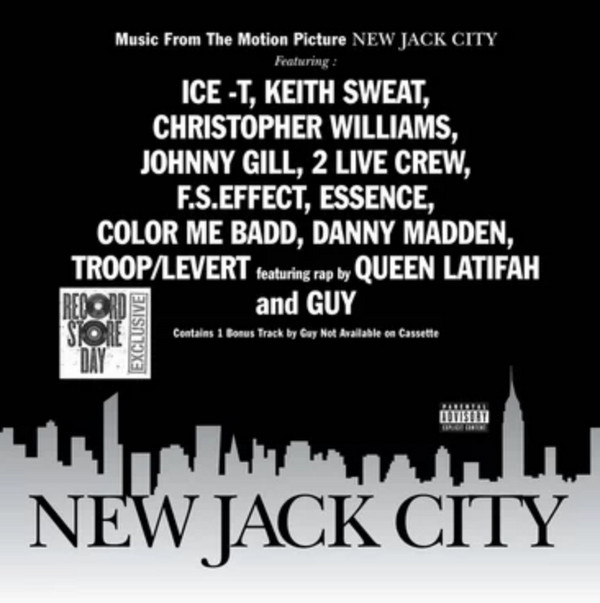 Music From The Motion Picture NEW JACK CITY
Featuring :
ICE -T, KEITH SWEAT,
CHRISTOPHER WILLIAMS,
JOHNNY GILL, 2 LIVE CREW,
F.S.EFFECT, ESSENCE,
COLOR ME BADD, DANNY MADDEN,
TROOP/LEVERT featuring rap by QUEEN LATIFAH
and GUY
Contains 1 Bonus Track by Guy Not Available on Cassette
RECORD
STORE
DAY
EXCLUSIVE
PARENTAL
ADVISORY
EXPLICIT CONTENT
NEW JACK CITY